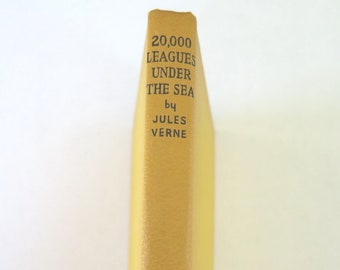 20,000
LEAGUES
UNDER
THE SEA
by
JULES
VERNE